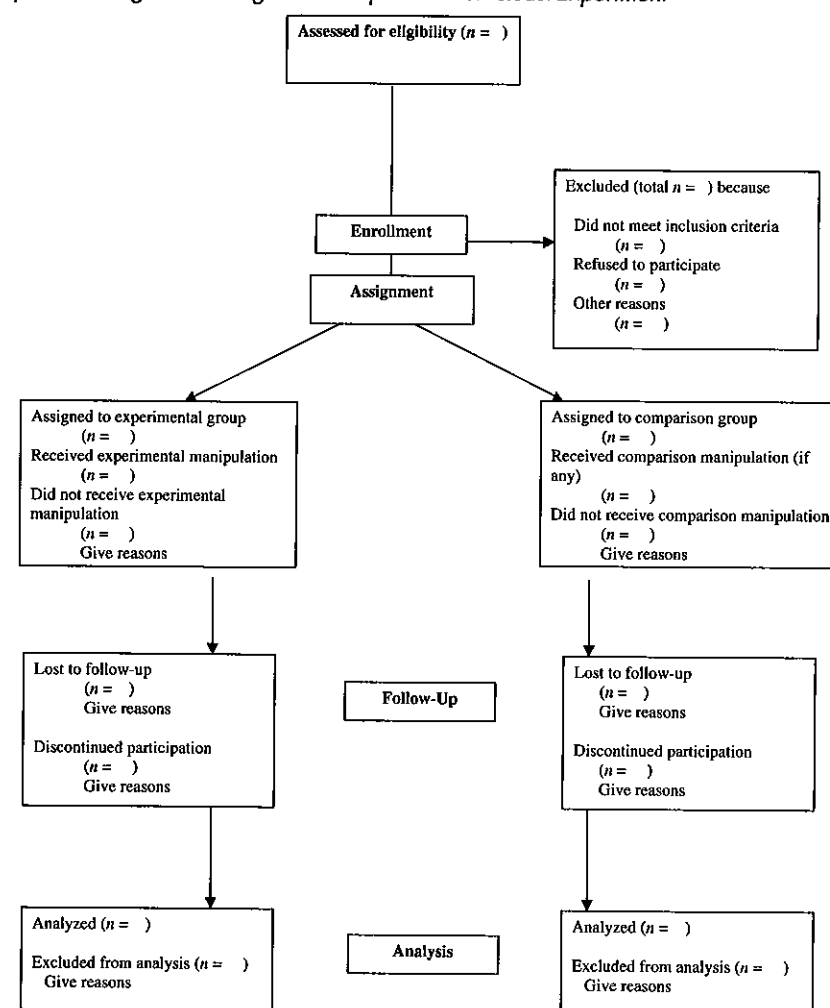 Assessed for eligibility (n = )
Enrollment
Excluded (total n = ) because
Did not meet inclusion criteria
(n = )
Refused to participate
(n = )
Other reasons
(n = )
Assignment
Assigned to experimental group
(n = )
Received experimental manipulation
(n = )
Did not receive experimental
manipulation
(n = )
Give reasons
Assigned to comparison group
(n = )
Received comparison manipulation (if
any)
(n = )
Did not receive comparison manipulation
(n = )
Give reasons
Lost to follow-up
(n = )
Give reasons
Discontinued participation
(n = )
Give reasons
Follow-Up
Lost to follow-up
(n = )
Give reasons
Discontinued participation
(n = )
Give reasons
Analyzed (n = )
Excluded from analysis (n = )
Give reasons
Analysis
Analyzed (n = )
Excluded from analysis (n = )
Give reasons